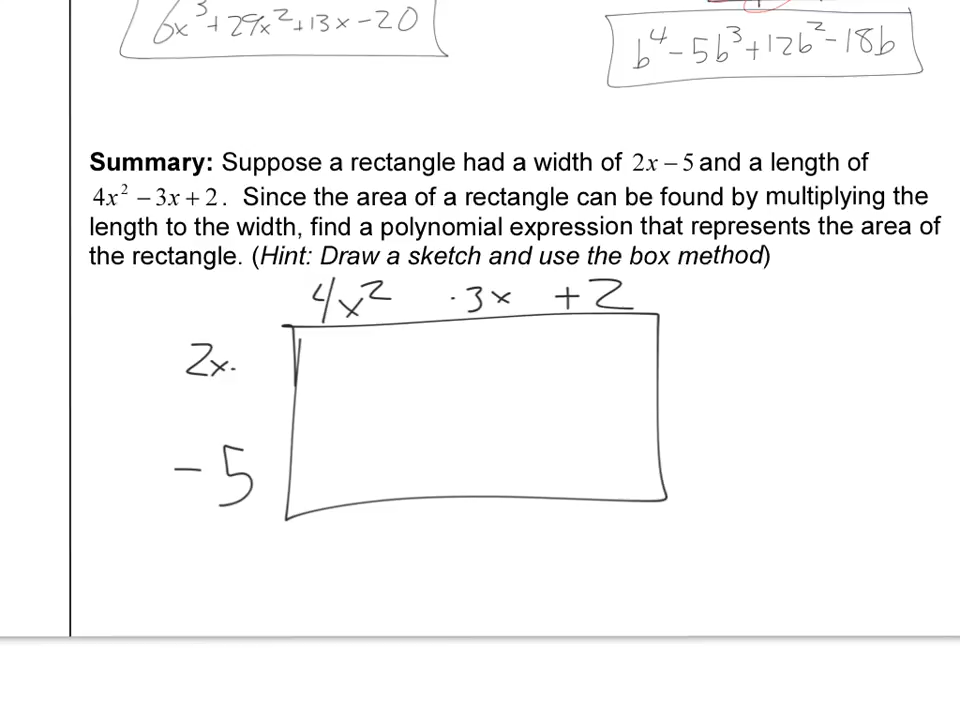 6x³+29x²+13x-20
b⁴-5b³+12b²-18b
Summary: Suppose a rectangle had a width of 2x – 5 and a length of
4x² – 3x + 2. Since the area of a rectangle can be found by multiplying the
length to the width, find a polynomial expression that represents the area of
the rectangle. (Hint: Draw a sketch and use the box method)
4x² -3x +2
2x
-5